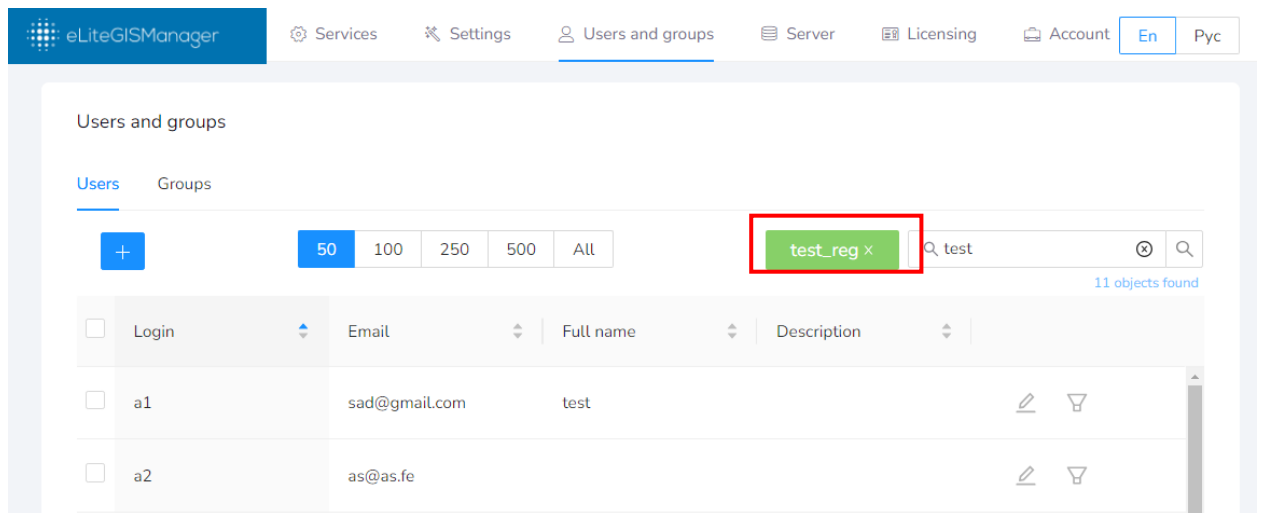 eLiteGISManager Services Settings Users and groups Server Licensing Account En Рус
Users and groups
Users Groups
+ 50 100 250 500 All test_reg × test
11 objects found
Login Email Full name Description
a1 sad@gmail.com test
a2 as@as.fe